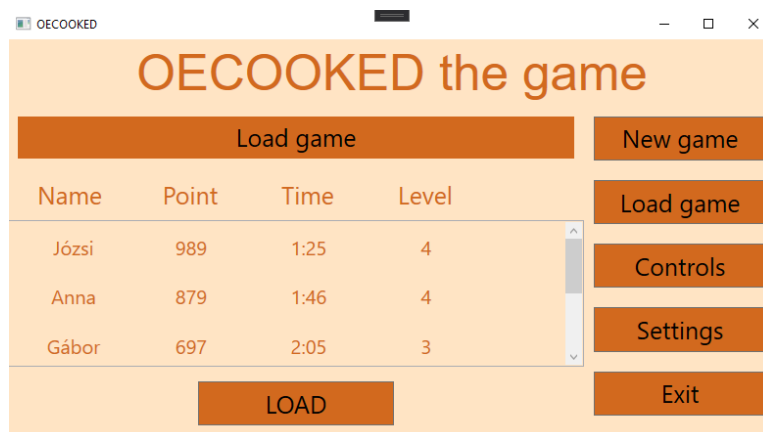 OECOOKED
OECOOKED the game
Load game
Name Point Time Level
Józsi 989 1:25 4
Anna 879 1:46 4
Gábor 697 2:05 3
LOAD
New game
Load game
Controls
Settings
Exit